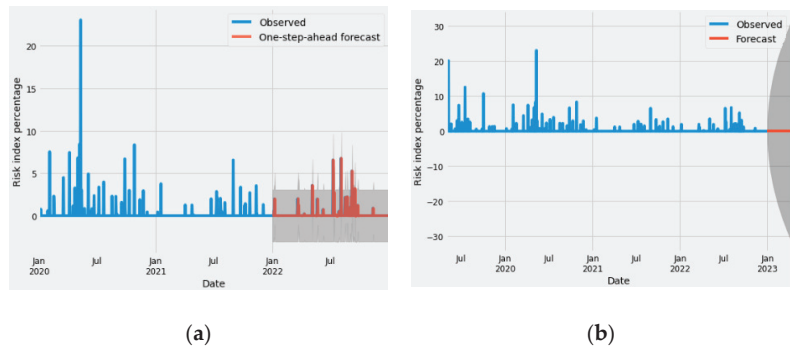 Observed
One-step-ahead forecast
Risk index percentage
20
15
10
5
0
Jan
2020
Jul
Jan
2021
Jul
Jan
2022
Jul
Date
(a)
Observed
Forecast
Risk index percentage
30
20
10
0
−10
−20
−30
Jul
Jan
2020
Jul
Jan
2021
Jul
Jan
2022
Jul
Jan
2023
Date
(b)